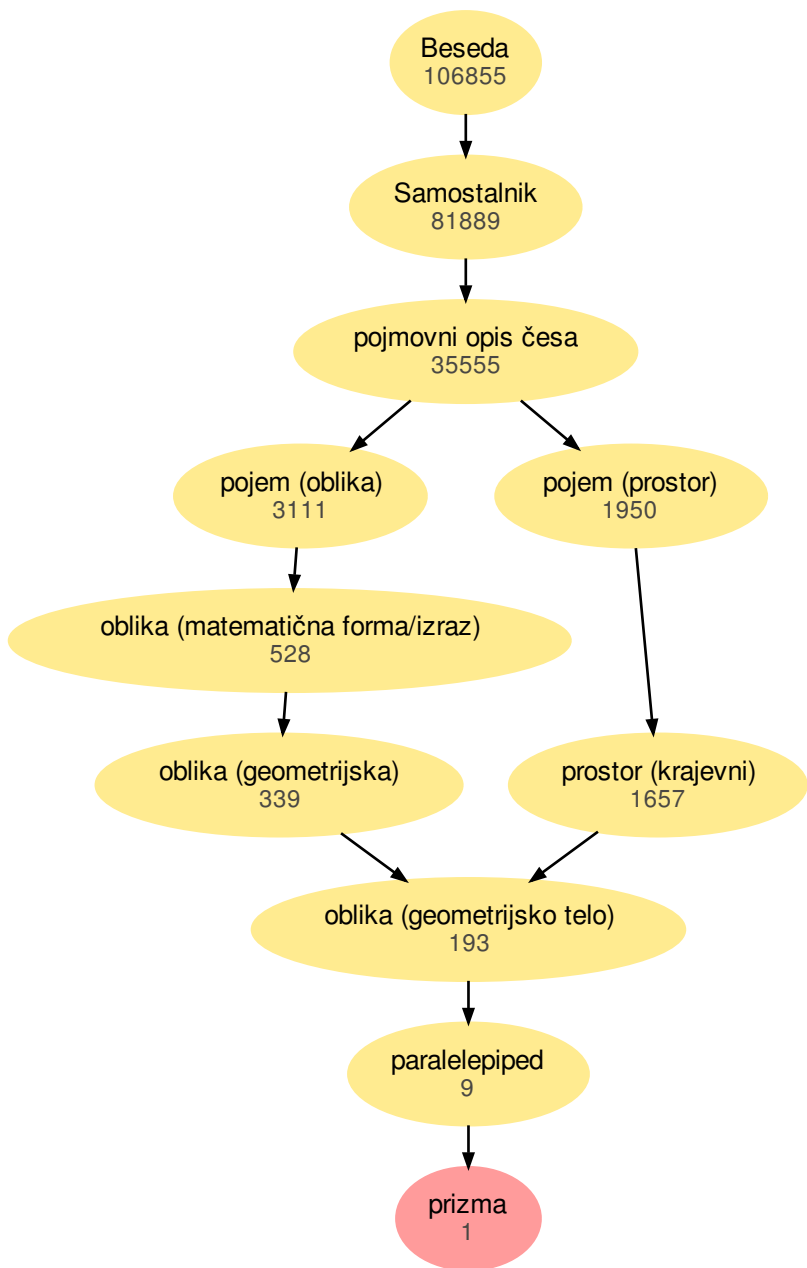 Beseda
106855
Samostalnik
81889
pojmovni opis česa
35555
pojem (oblika)
3111
pojem (prostor)
1950
oblika (matematična forma/izraz)
528
oblika (geometrijska)
339
prostor (krajevni)
1657
oblika (geometrijsko telo)
193
paralelepiped
9
prizma
1